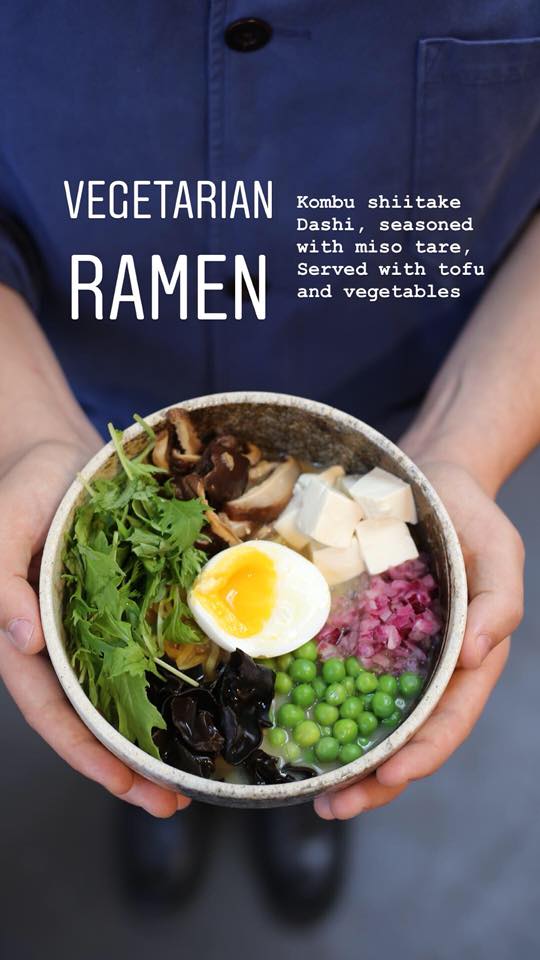 VEGETARIAN
RAMEN
Kombu shiitake
Dashi, seasoned
with miso tare,
Served with tofu
and vegetables